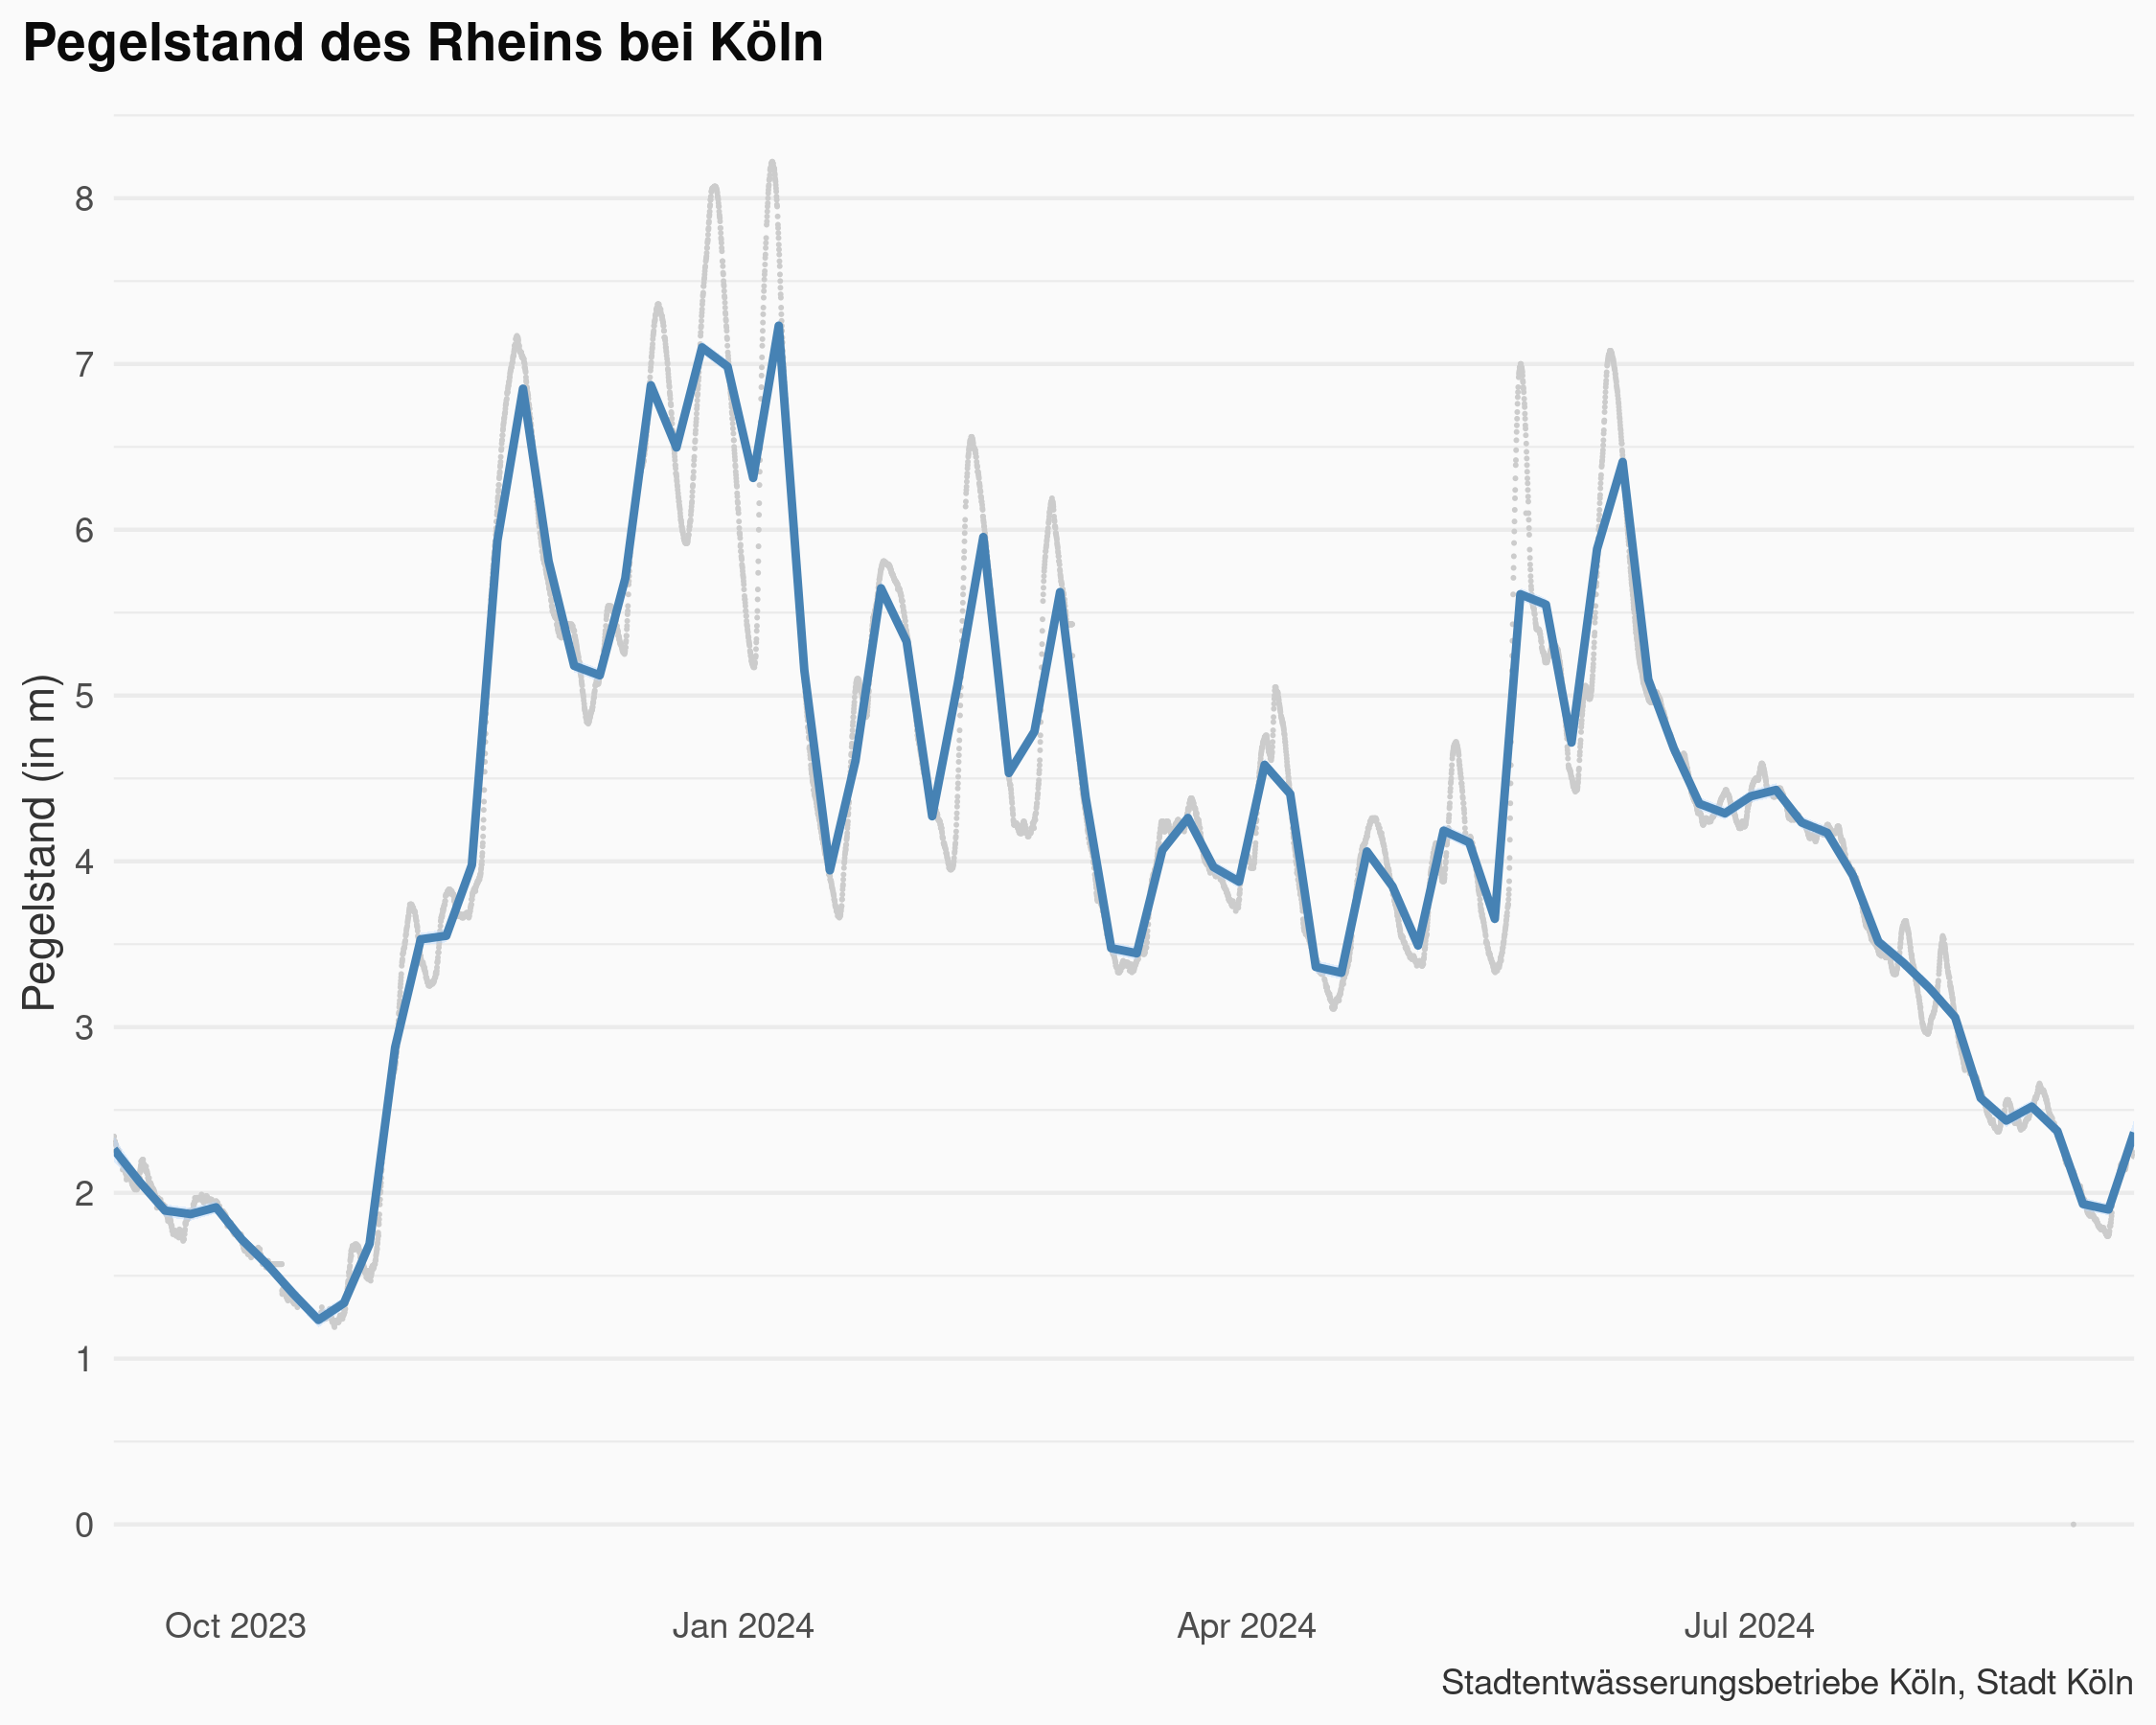 Pegelstand des Rheins bei Köln
Pegelstand (in m)
8
7
6
5
4
3
2
1
0
Oct 2023 Jan 2024 Apr 2024 Jul 2024
Stadtentwässerungsbetriebe Köln, Stadt Köln